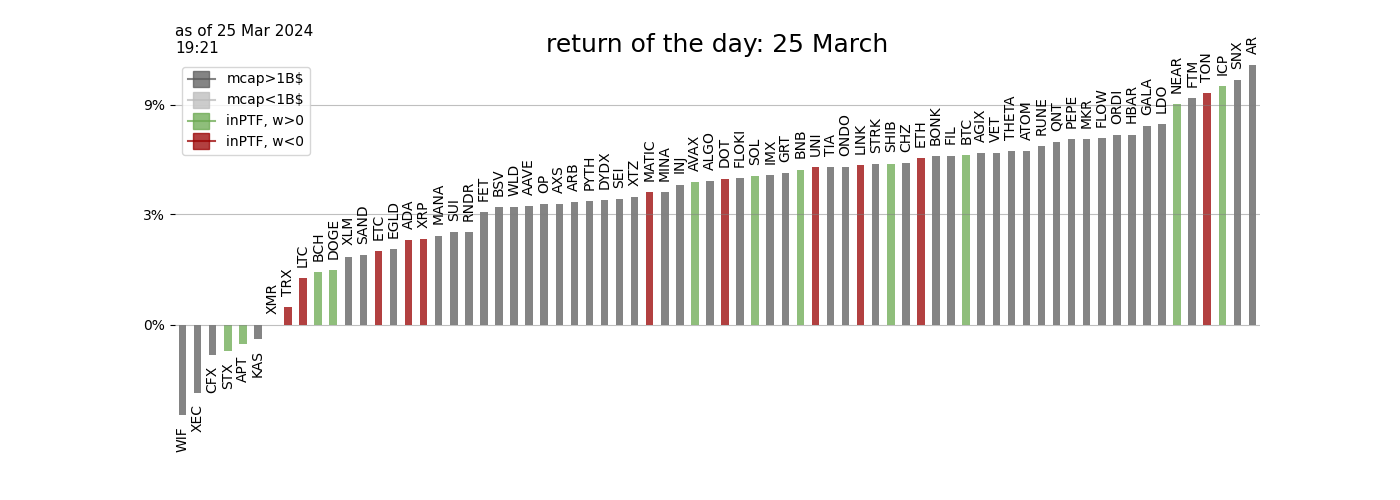 as of 25 Mar 2024
19:21
return of the day: 25 March
mcap>1B$
mcap<1B$
inPTF, w>0
inPTF, w<0
9%
3%
0%
WIF
XEC
CFX
STX
APT
KAS
XMR
TRX
LTC
BCH
DOGE
XLM
SAND
ETC
EGLD
ADA
XRP
MANA
SUI
RNDR
FET
BSV
WLD
AAVE
OP
AXS
ARB
PYTH
DYDX
SEI
XTZ
MATIC
MINA
INJ
AVAX
ALGO
DOT
FLOKI
SOL
IMX
GRT
BNB
UNI
TIA
ONDO
LINK
STRK
SHIB
CHZ
ETH
BONK
FIL
BTC
AGIX
VET
THETA
ATOM
RUNE
QNT
PEPE
MKR
FLOW
ORDI
HBAR
GALA
LDO
NEAR
FTM
TON
ICP
SNX
AR